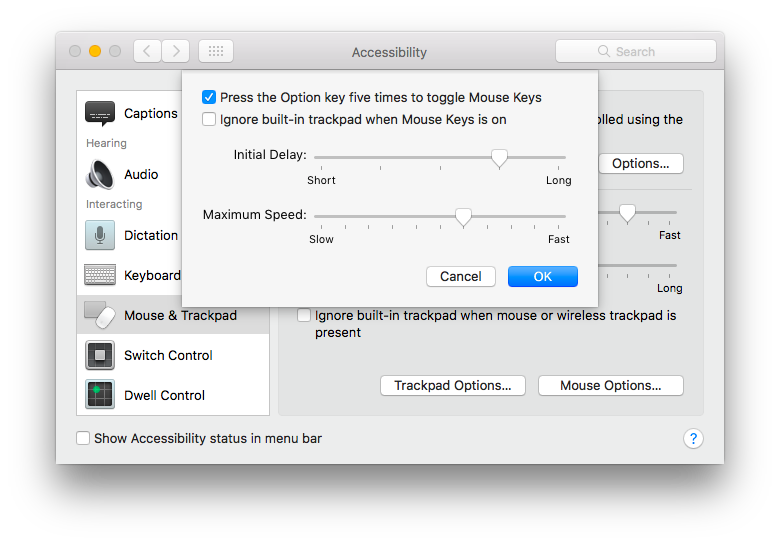 Accessibility
Search
Press the Option key five times to toggle Mouse Keys
Ignore built-in trackpad when Mouse Keys is on
Initial Delay:
Short
Long
Maximum Speed:
Slow
Fast
Cancel
OK
Captions
Hearing
Audio
Interacting
Dictation
Keyboard
Mouse & Trackpad
Switch Control
Dwell Control
olled using the
Options...
Fast
Long
Ignore built-in trackpad when mouse or wireless trackpad is
present
Trackpad Options...
Mouse Options...
Show Accessibility status in menu bar
?